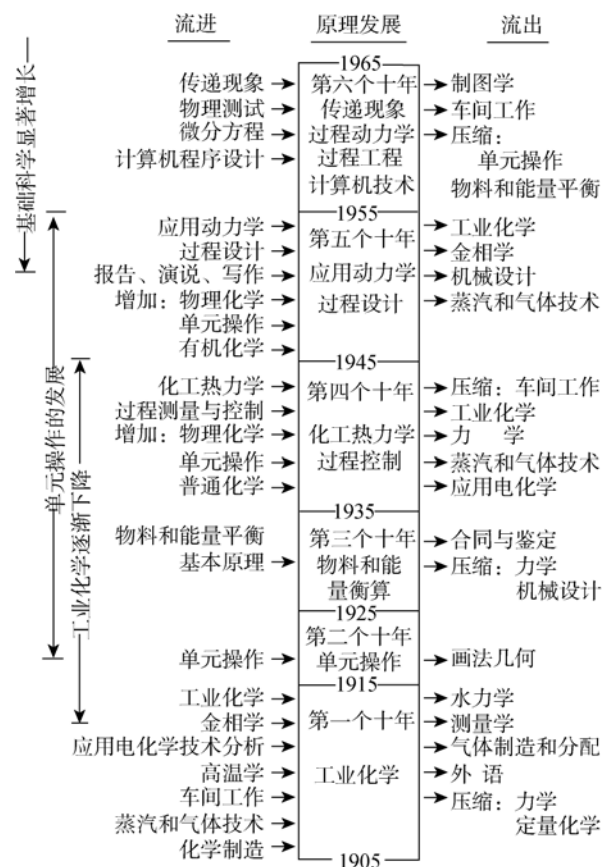 流进 原理发展 流出
1965
传递现象 第六个十年 制图学
物理测试 传递现象 车间工作
微分方程 过程动力学 压缩：
计算机程序设计 过程工程 单元操作
计算机技术 物料和能量平衡
基础科学显著增长
1955
应用动力学 工业化学
过程设计 第五个十年 金相学
报告、演说、写作 应用动力学 机械设计
增加：物理化学 过程设计 蒸汽和气体技术
单元操作
有机化学
1945
化工热力学 第四个十年 压缩：车间工作
过程测量与控制 工业化学
增加：物理化学 化工热力学 力 学
单元操作 过程控制 蒸汽和气体技术
普通化学 应用电化学
单元操作的发展
工业化学逐渐下降
1935
物料和能量平衡 第三个十年 合同与鉴定
基本原理 物料和能 压缩：力学
量衡算 机械设计
1925
第二个十年
单元操作 单元操作 画法几何
1915
工业化学 水力学
金相学 第一个十年 测量学
应用电化学技术分析 气体制造和分配
高温学 工业化学 外 语
车间工作 压缩：力学
蒸汽和气体技术 定量化学
化学制造
1905